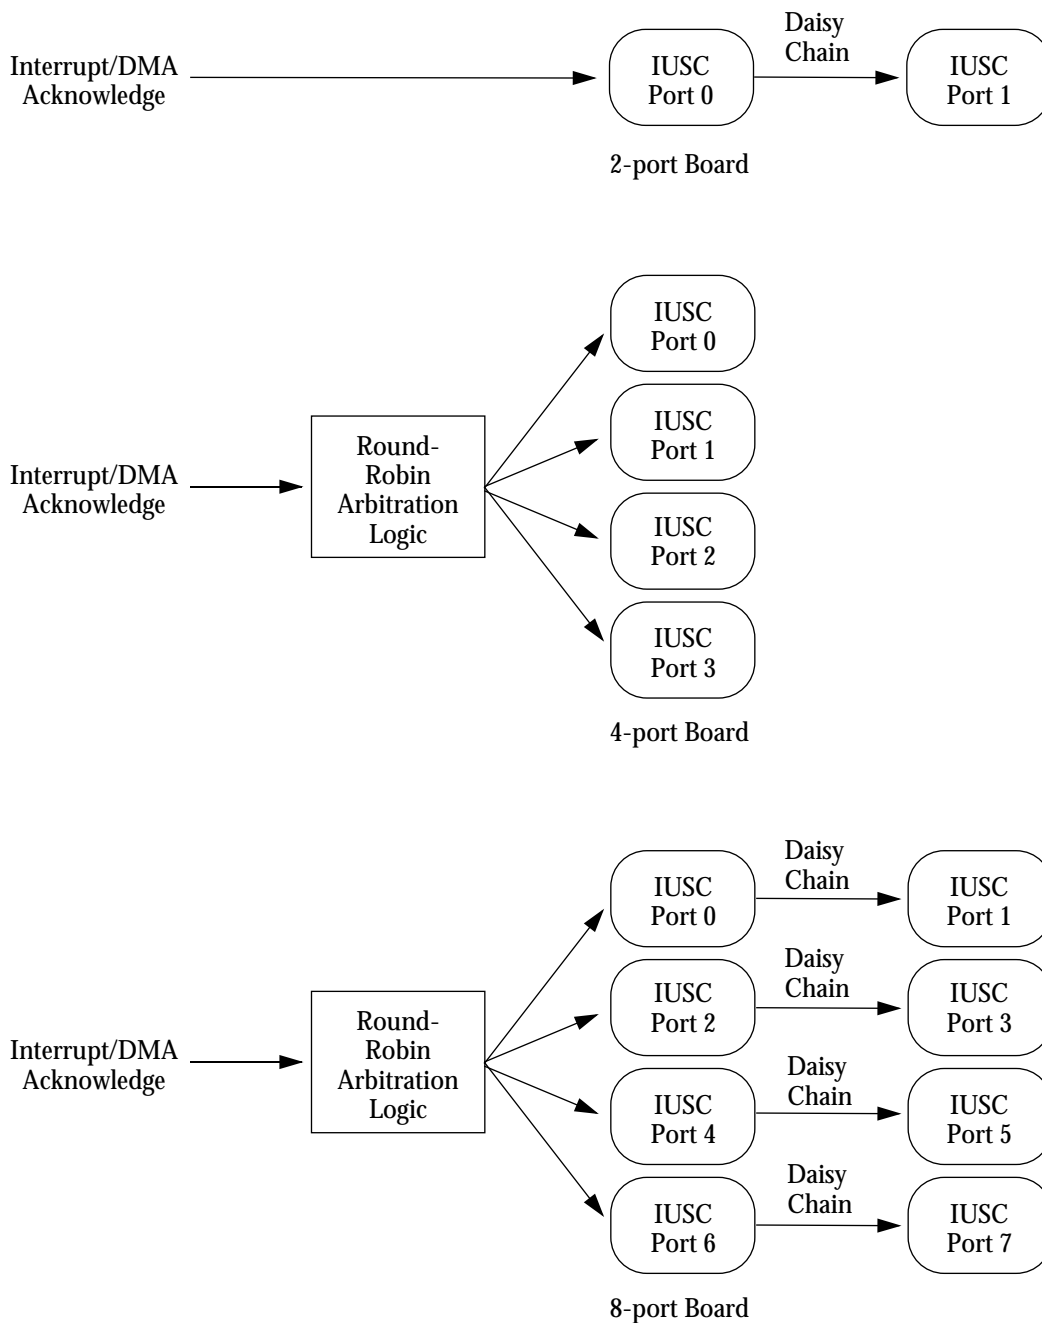 Daisy
Chain
Interrupt/DMA
Acknowledge
IUSC
Port 0
IUSC
Port 1
2-port Board
IUSC
Port 0
IUSC
Port 1
Round-
Robin
Arbitration
Logic
Interrupt/DMA
Acknowledge
IUSC
Port 2
IUSC
Port 3
4-port Board
Daisy
Chain
IUSC
Port 0
IUSC
Port 1
Daisy
Chain
IUSC
Port 2
IUSC
Port 3
Round-
Robin
Arbitration
Logic
Interrupt/DMA
Acknowledge
Daisy
Chain
IUSC
Port 4
IUSC
Port 5
Daisy
Chain
IUSC
Port 6
IUSC
Port 7
8-port Board